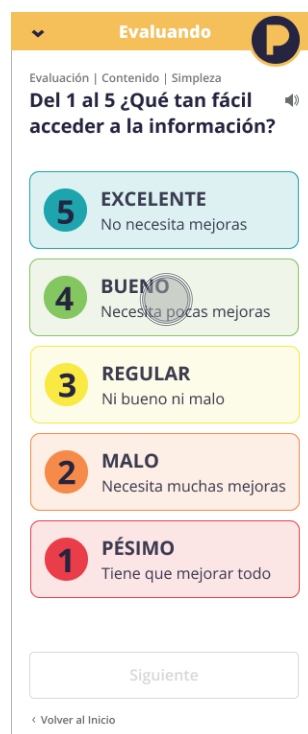 Evaluando
P
Evaluación | Contenido | Simpleza
Del 1 al 5 ¿Qué tan fácil
acceder a la información?
5
EXCELENTE
No necesita mejoras
4
BUENO
Necesita pocas mejoras
3
REGULAR
Ni bueno ni malo
2
MALO
Necesita muchas mejoras
1
PÉSIMO
Tiene que mejorar todo
Siguiente
‹ Volver al Inicio